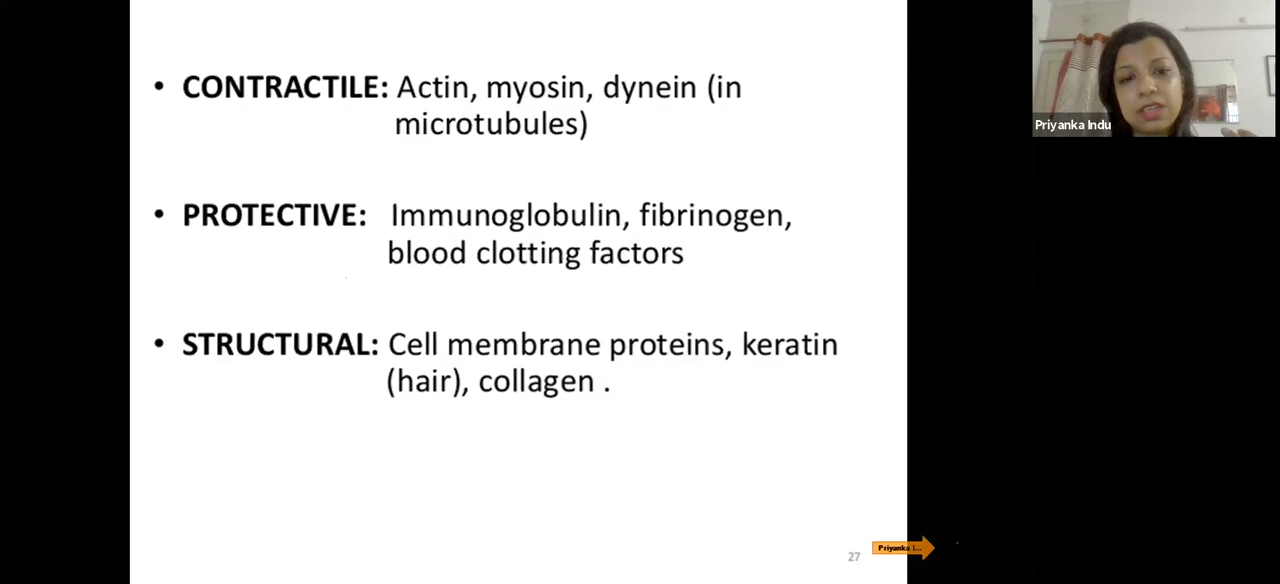 • CONTRACTILE: Actin, myosin, dynein (in
microtubules)
• PROTECTIVE: Immunoglobulin, fibrinogen,
blood clotting factors
• STRUCTURAL: Cell membrane proteins, keratin
(hair), collagen .
27
Priyanka I...
Priyanka Indu